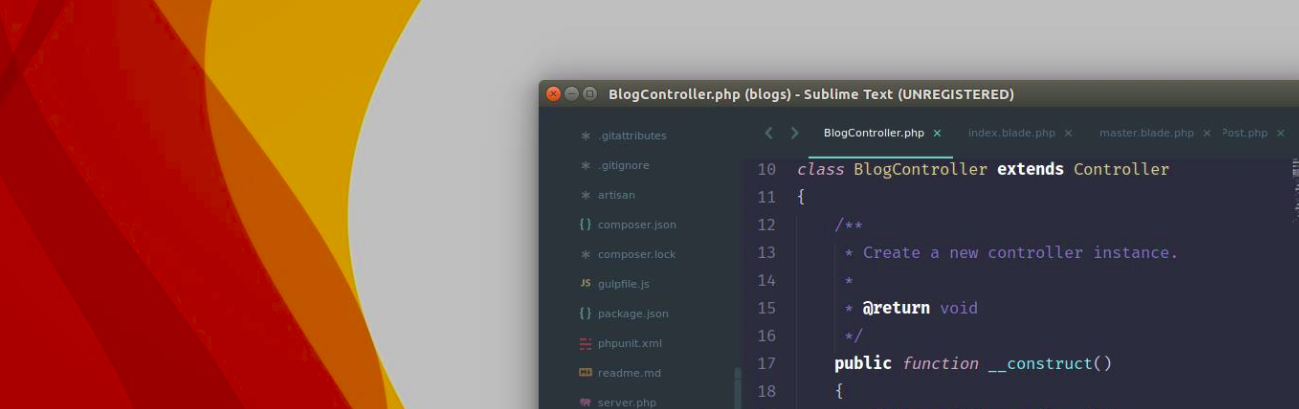 BlogController.php (blogs) - Sublime Text (UNREGISTERED)
.gitattributes
.gitignore
artisan
{} composer.json
composer.lock
JS gulpfile.js
{} package.json
phpunit.xml
readme.md
server.php
BlogController.php × index.blade.php × master.blade.php × Post.php ×
10 class BlogController extends Controller
11 {
12 /**
13 * Create a new controller instance.
14 *
15 * @return void
16 */
17 public function __construct()
18 {